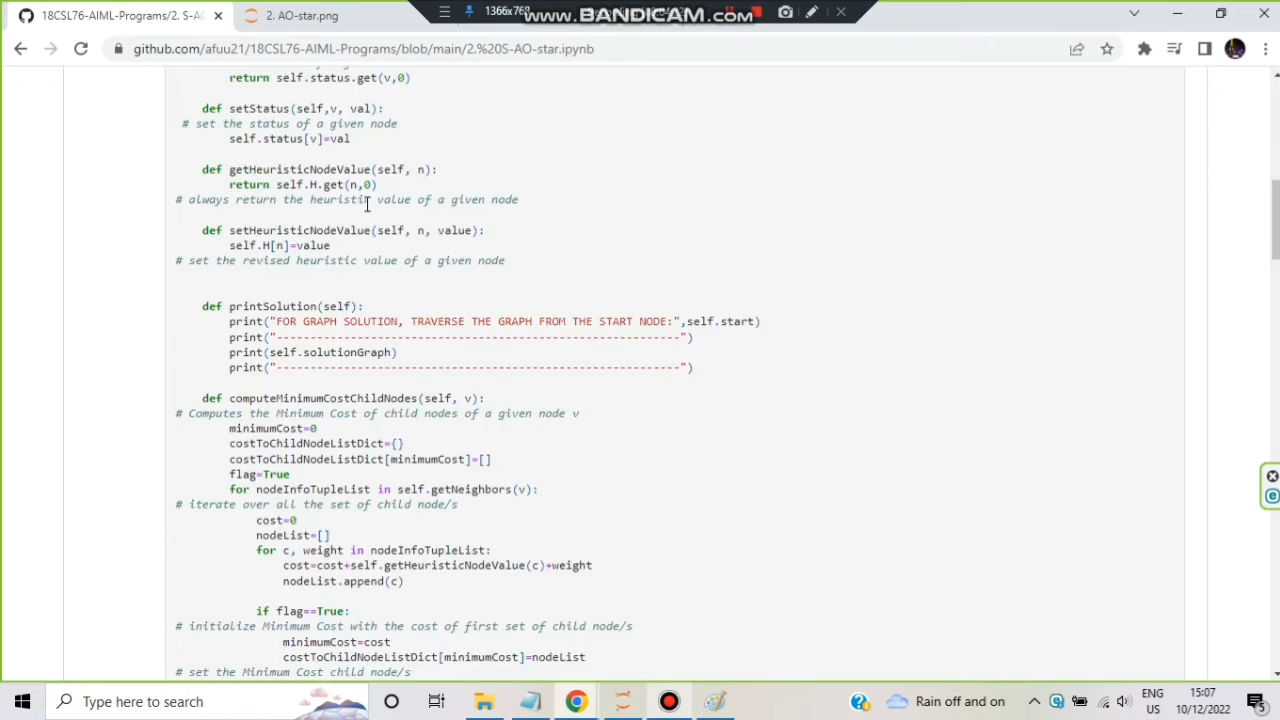 18CSL76-AIML-Programs/2. S-AO
2. AO-star.png
1366x768
www.BANDICAM.com
github.com/afuu21/18CSL76-AIML-Programs/blob/main/2.%20S-AO-star.ipynb
return self.status.get(v,0)
def setStatus(self,v, val):
# set the status of a given node
self.status[v]=val
def getHeuristicNodeValue(self, n):
return self.H.get(n,0)
# always return the heuristic value of a given node
def setHeuristicNodeValue(self, n, value):
self.H[n]=value
# set the revised heuristic value of a given node
def printSolution(self):
print("FOR GRAPH SOLUTION, TRAVERSE THE GRAPH FROM THE START NODE:",self.start)
print("------------------------------------------------------------")
print(self.solutionGraph)
print("------------------------------------------------------------")
def computeMinimumCostChildNodes(self, v):
# Computes the Minimum Cost of child nodes of a given node v
minimumCost=0
costToChildNodeListDict={}
costToChildNodeListDict[minimumCost]=[]
flag=True
for nodeInfoTupleList in self.getNeighbors(v):
# iterate over all the set of child node/s
cost=0
nodeList=[]
for c, weight in nodeInfoTupleList:
cost=cost+self.getHeuristicNodeValue(c)+weight
nodeList.append(c)
if flag==True:
# initialize Minimum Cost with the cost of first set of child node/s
minimumCost=cost
costToChildNodeListDict[minimumCost]=nodeList
# set the Minimum Cost child node/s
Type here to search
Rain off and on
ENG
US
15:07
10/12/2022
5